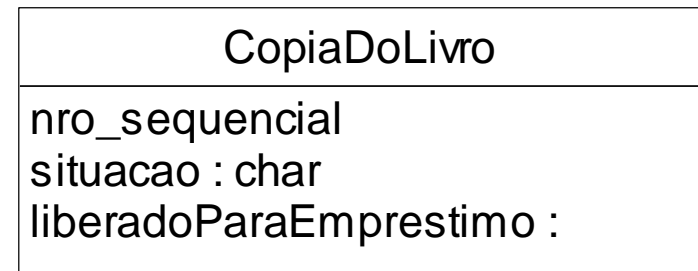 CopiaDoLivro
nro_sequencial
situacao : char
liberadoParaEmprestimo :